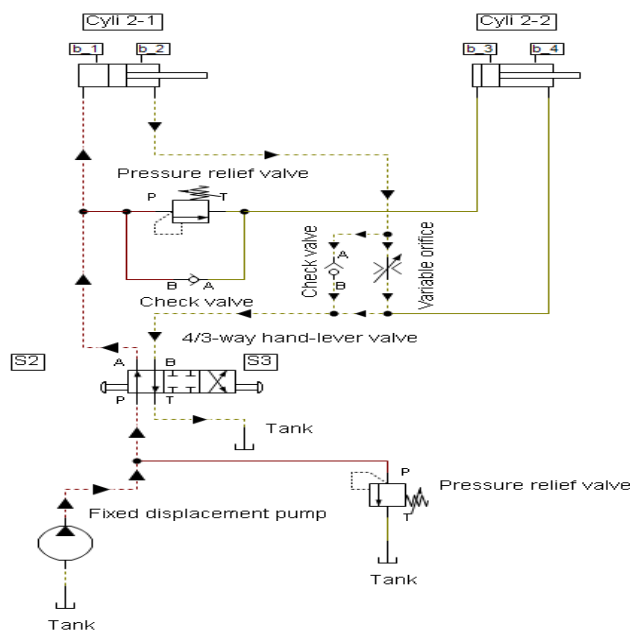 Cyli 2-1
Cyli 2-2
b_1
b_2
b_3
b_4
Pressure relief valve
P
T
Check valve
A
B
Variable orifice
B
A
Check valve
4/3-way hand-lever valve
S2
A
B
S3
P
T
Tank
P
Pressure relief valve
T
Fixed displacement pump
Tank
Tank